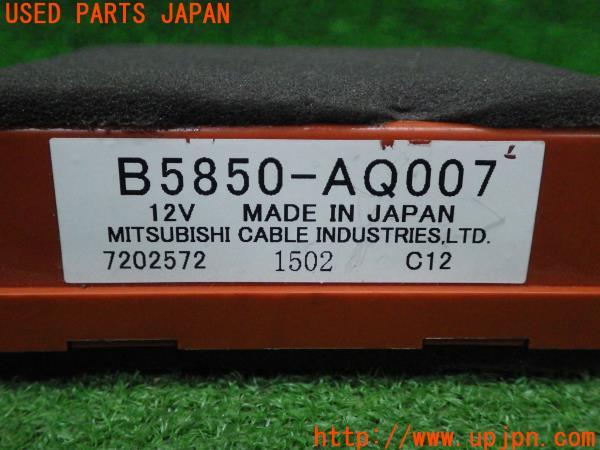 USED PARTS JAPAN
B5850-AQ007
12V MADE IN JAPAN
MITSUBISHI CABLE INDUSTRIES,LTD.
7202572 1502 C12
http://www.upjpn.com